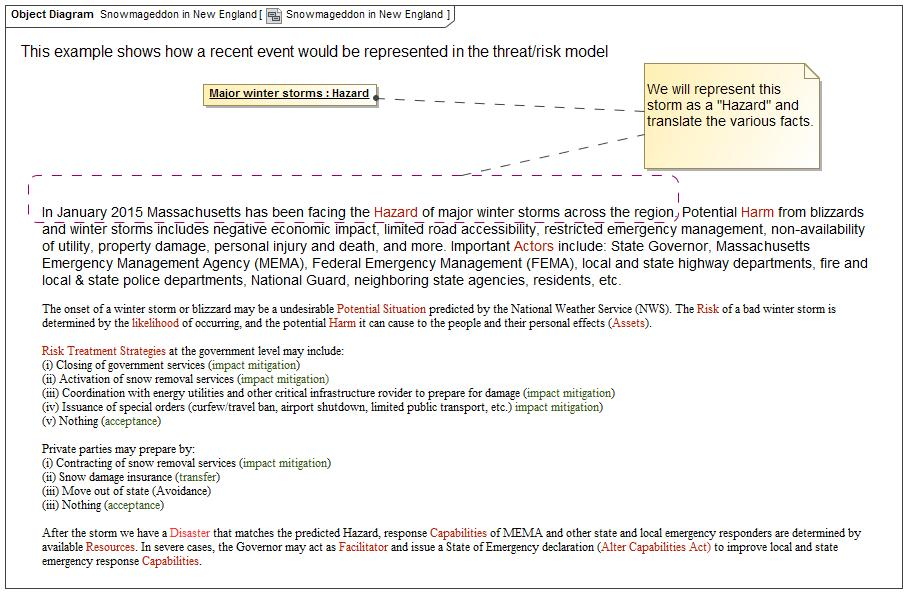 Object Diagram Snowmageddon in New England [ Snowmageddon in New England ]
This example shows how a recent event would be represented in the threat/risk model
Major winter storms : Hazard
We will represent this
storm as a "Hazard" and
translate the various facts.
In January 2015 Massachusetts has been facing the Hazard of major winter storms across the region. Potential Harm from blizzards
and winter storms includes negative economic impact, limited road accessibility, restricted emergency management, non-availability
of utility, property damage, personal injury and death, and more. Important Actors include: State Governor, Massachusetts
Emergency Management Agency (MEMA), Federal Emergency Management (FEMA), local and state highway departments, fire and
local & state police departments, National Guard, neighboring state agencies, residents, etc.
The onset of a winter storm or blizzard may be a undesirable Potential Situation predicted by the National Weather Service (NWS). The Risk of a bad winter storm is
determined by the likelihood of occurring, and the potential Harm it can cause to the people and their personal effects (Assets).
Risk Treatment Strategies at the government level may include:
(i) Closing of government services (impact mitigation)
(ii) Activation of snow removal services (impact mitigation)
(iii) Coordination with energy utilities and other critical infrastructure rovider to prepare for damage (impact mitigation)
(iv) Issuance of special orders (curfew/travel ban, airport shutdown, limited public transport, etc.) impact mitigation)
(v) Nothing (acceptance)
Private parties may prepare by:
(i) Contracting of snow removal services (impact mitigation)
(ii) Snow damage insurance (transfer)
(iii) Move out of state (Avoidance)
(iii) Nothing (acceptance)
After the storm we have a Disaster that matches the predicted Hazard, response Capabilities of MEMA and other state and local emergency responders are determined by
available Resources. In severe cases, the Governor may act as Facilitator and issue a State of Emergency declaration (Alter Capabilities Act) to improve local and state
emergency response Capabilities.